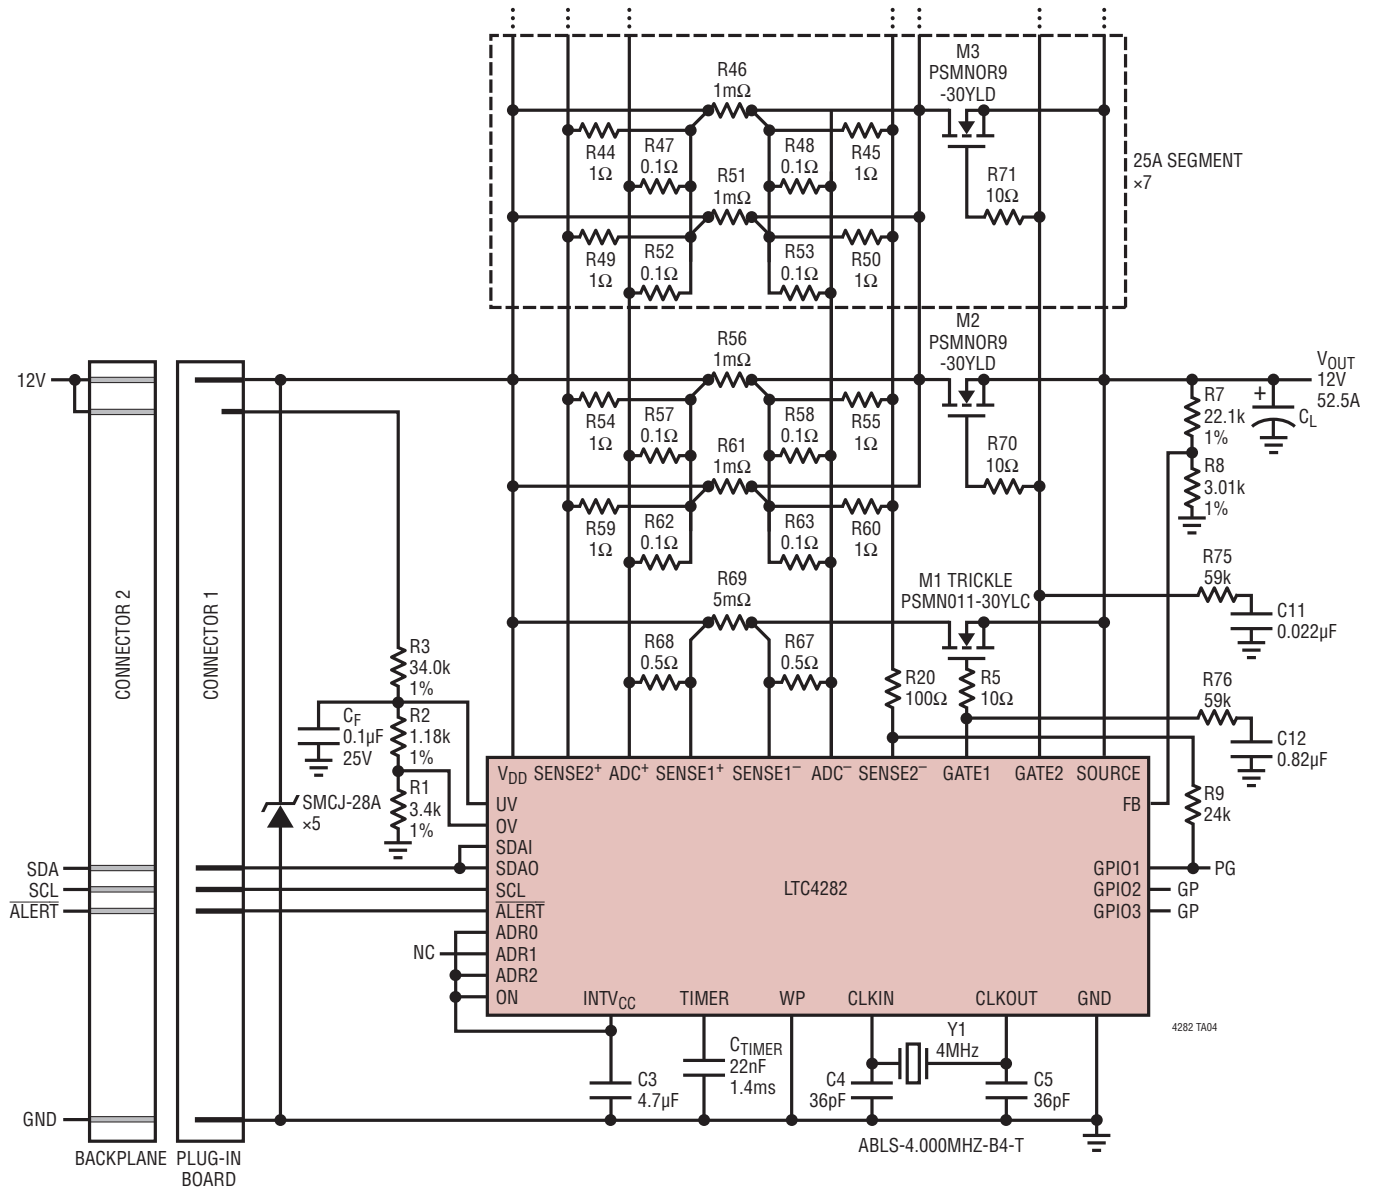 R46
1mΩ
M3
PSMNOR9
-30YLD
R44
1Ω
R47
0.1Ω
R48
0.1Ω
R45
1Ω
R51
1mΩ
R71
10Ω
25A SEGMENT
×7
R49
1Ω
R52
0.1Ω
R53
0.1Ω
R50
1Ω
R56
1mΩ
M2
PSMNOR9
-30YLD
12V
VOUT
12V
52.5A
R54
1Ω
R57
0.1Ω
R58
0.1Ω
R55
1Ω
R61
1mΩ
R70
10Ω
R7
22.1k
1%
+
CL
R8
3.01k
1%
R59
1Ω
R62
0.1Ω
R63
0.1Ω
R60
1Ω
R69
5mΩ
M1 TRICKLE
PSMN011-30YLC
R75
59k
C11
0.022µF
CONNECTOR 2
CONNECTOR 1
R3
34.0k
1%
R68
0.5Ω
R67
0.5Ω
R20
100Ω
R5
10Ω
R76
59k
C12
0.82µF
CF
0.1µF
25V
R2
1.18k
1%
R1
3.4k
1%
SMCJ-28A
×5
VDD
SENSE2+
ADC+
SENSE1+
SENSE1–
ADC–
SENSE2–
GATE1
GATE2
SOURCE
UV
OV
SDAI
SDAO
SCL
ALERT
ADR0
ADR1
ADR2
ON
FB
R9
24k
LTC4282
GPIO1
PG
GPIO2
GP
GPIO3
GP
SDA
SCL
ALERT
NC
INTVCC
TIMER
WP
CLKIN
CLKOUT
GND
4282 TA04
C3
4.7µF
CTIMER
22nF
1.4ms
C4
36pF
Y1
4MHz
C5
36pF
GND
ABLS-4.000MHZ-B4-T
BACKPLANE
PLUG-IN
BOARD